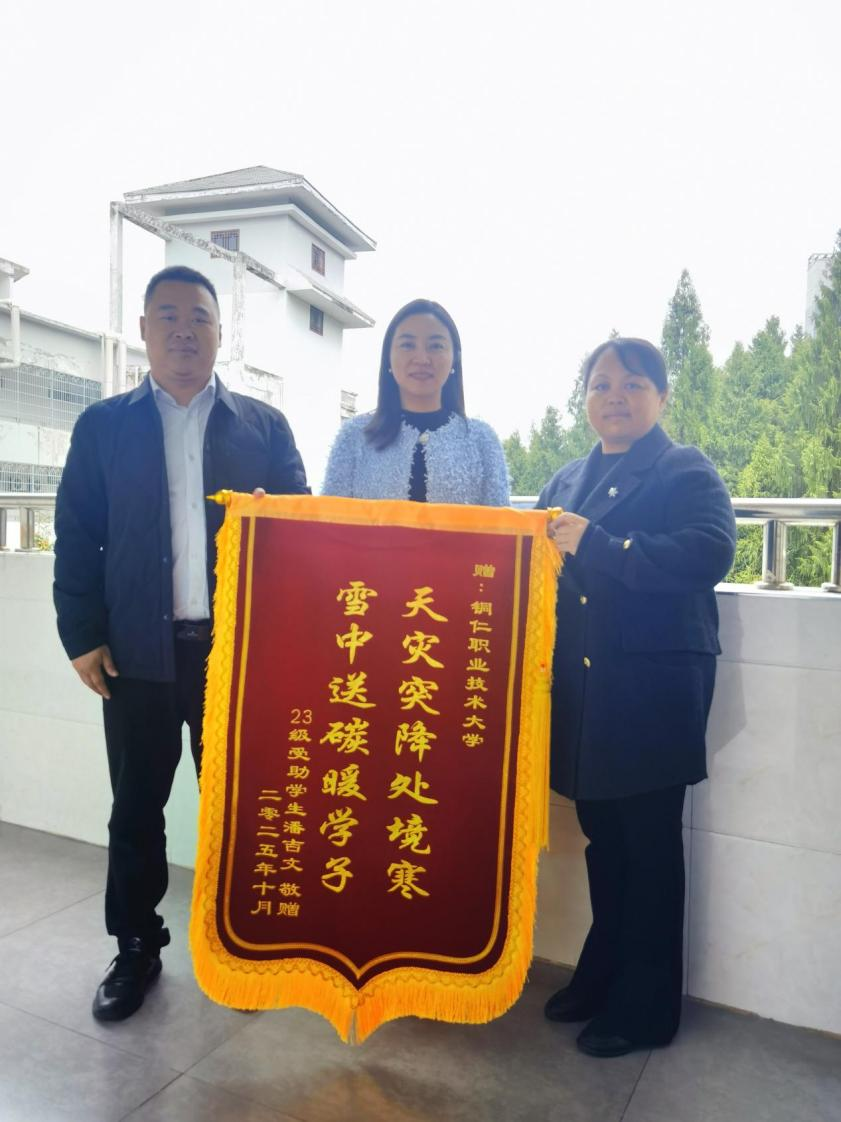 赠：铜仁职业技术大学
天灾突降处境寒
雪中送碳暖学子
23级受助学生潘吉文 敬赠
二零二五年十月